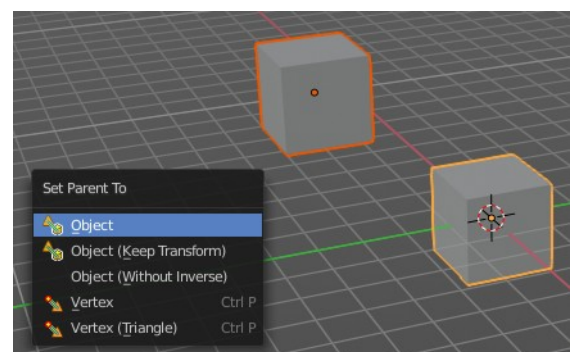 Set Parent To
Object
Object (Keep Transform)
Object (Without Inverse)
Vertex Ctrl P
Vertex (Triangle) Ctrl P